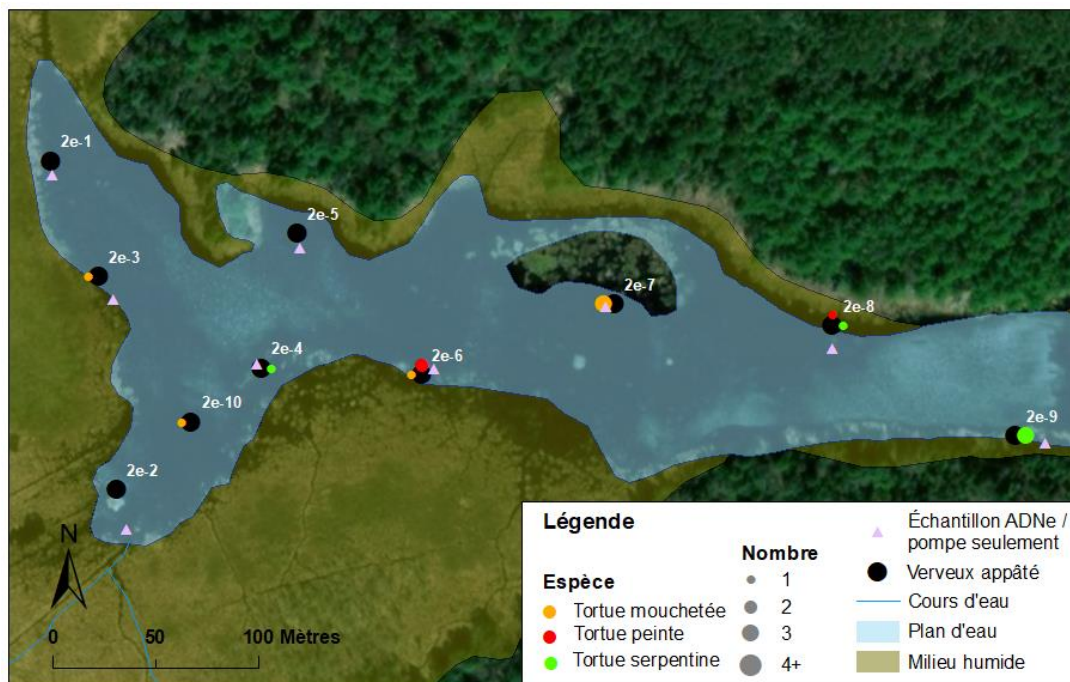 2e-1
2e-5
2e-3
2e-7
2e-8
2e-4
2e-6
2e-10
2e-9
2e-2
N
0 50 100 Mètres
Légende
Espèce
Tortue mouchetée
Tortue peinte
Tortue serpentine
Nombre
1
2
3
4+
Échantillon ADNe /
pompe seulement
Verveux appâté
Cours d'eau
Plan d'eau
Milieu humide